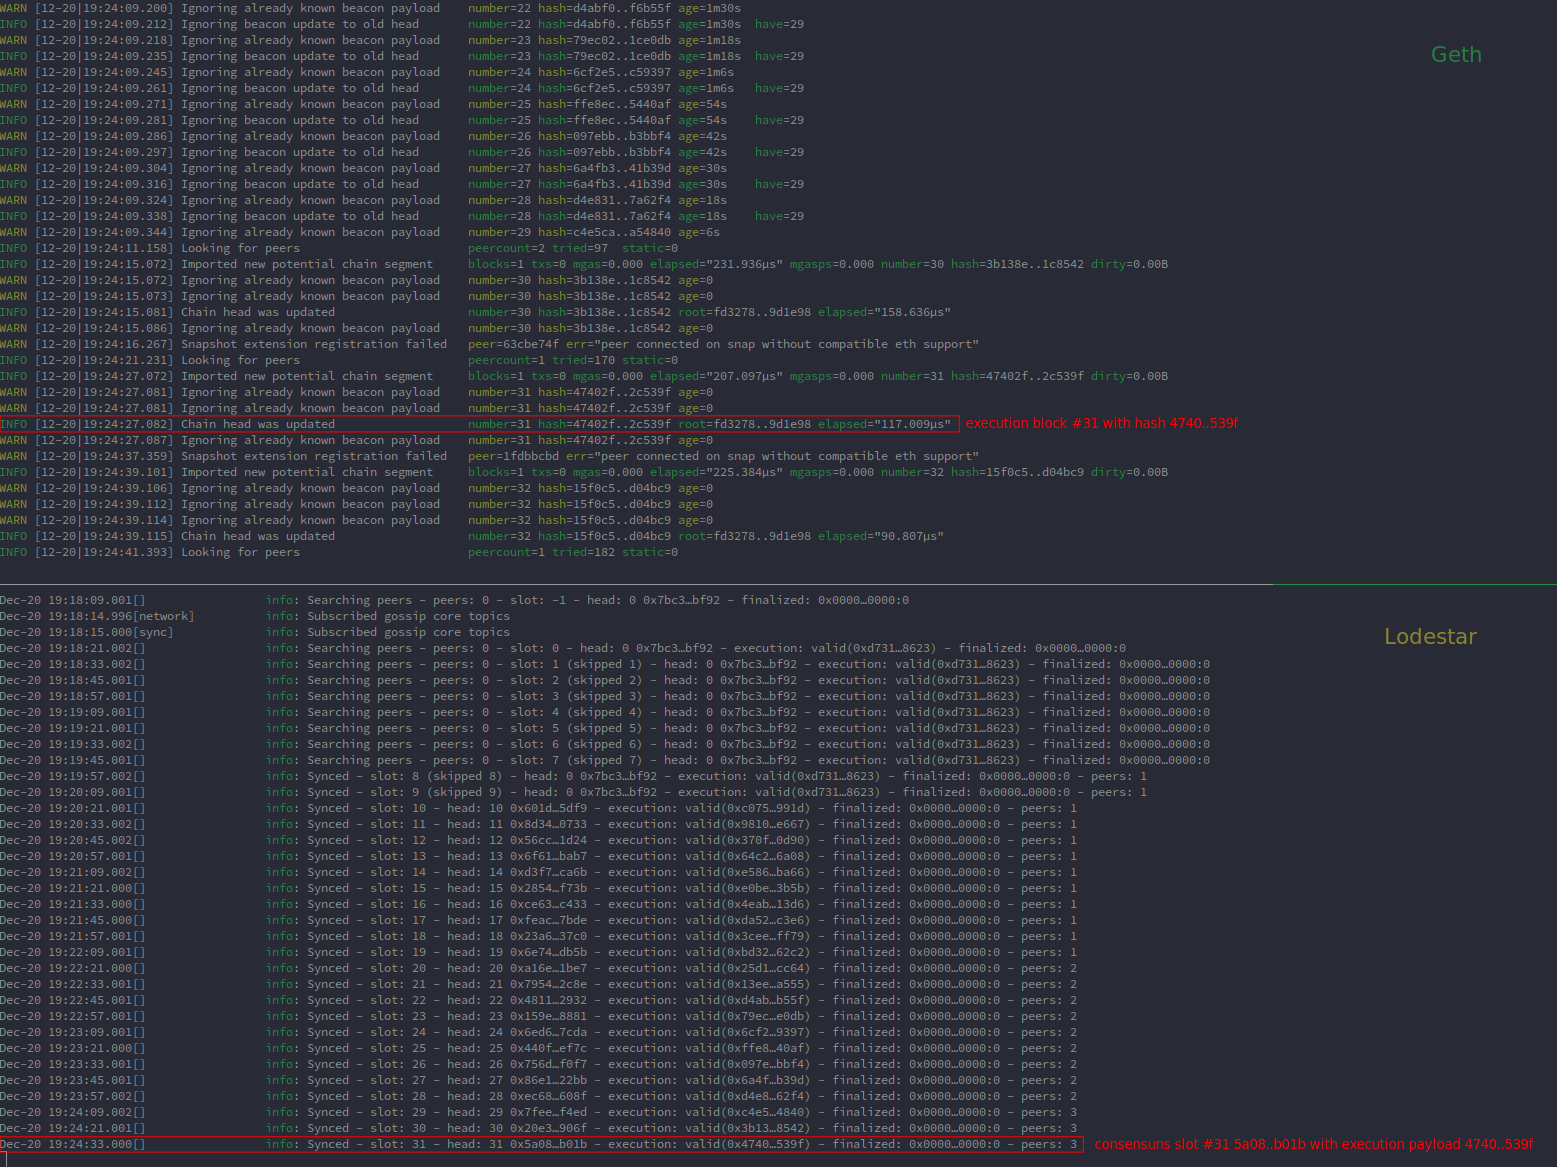 WARN [12-20|19:24:09.200] Ignoring already known beacon payload number=22 hash=d4abf0..f6b55f age=1m30s
INFO [12-20|19:24:09.212] Ignoring beacon update to old head number=22 hash=d4abf0..f6b55f age=1m30s have=29
WARN [12-20|19:24:09.218] Ignoring already known beacon payload number=23 hash=79ec02..1ce0db age=1m18s
INFO [12-20|19:24:09.235] Ignoring beacon update to old head number=23 hash=79ec02..1ce0db age=1m18s have=29
Geth
WARN [12-20|19:24:09.245] Ignoring already known beacon payload number=24 hash=6cf2e5..c59397 age=1m6s
INFO [12-20|19:24:09.261] Ignoring beacon update to old head number=24 hash=6cf2e5..c59397 age=1m6s have=29
WARN [12-20|19:24:09.271] Ignoring already known beacon payload number=25 hash=ffe8ec..5440af age=54s
INFO [12-20|19:24:09.281] Ignoring beacon update to old head number=25 hash=ffe8ec..5440af age=54s have=29
WARN [12-20|19:24:09.286] Ignoring already known beacon payload number=26 hash=097ebb..b3bbf4 age=42s
INFO [12-20|19:24:09.297] Ignoring beacon update to old head number=26 hash=097ebb..b3bbf4 age=42s have=29
WARN [12-20|19:24:09.304] Ignoring already known beacon payload number=27 hash=6a4fb3..41b39d age=30s
INFO [12-20|19:24:09.316] Ignoring beacon update to old head number=27 hash=6a4fb3..41b39d age=30s have=29
WARN [12-20|19:24:09.324] Ignoring already known beacon payload number=28 hash=d4e831..7a62f4 age=18s
INFO [12-20|19:24:09.338] Ignoring beacon update to old head number=28 hash=d4e831..7a62f4 age=18s have=29
WARN [12-20|19:24:09.344] Ignoring already known beacon payload number=29 hash=c4e5ca..a54840 age=6s
INFO [12-20|19:24:11.158] Looking for peers peercount=2 tried=97 static=0
INFO [12-20|19:24:15.072] Imported new potential chain segment blocks=1 txs=0 mgas=0.000 elapsed="231.936µs" mgasps=0.000 number=30 hash=3b138e..1c8542 dirty=0.00B
WARN [12-20|19:24:15.072] Ignoring already known beacon payload number=30 hash=3b138e..1c8542 age=0
WARN [12-20|19:24:15.073] Ignoring already known beacon payload number=30 hash=3b138e..1c8542 age=0
INFO [12-20|19:24:15.081] Chain head was updated number=30 hash=3b138e..1c8542 root=fd3278..9d1e98 elapsed="158.636µs"
WARN [12-20|19:24:15.086] Ignoring already known beacon payload number=30 hash=3b138e..1c8542 age=0
WARN [12-20|19:24:16.267] Snapshot extension registration failed peer=63cbe74f err="peer connected on snap without compatible eth support"
INFO [12-20|19:24:21.231] Looking for peers peercount=1 tried=170 static=0
INFO [12-20|19:24:27.072] Imported new potential chain segment blocks=1 txs=0 mgas=0.000 elapsed="207.097µs" mgasps=0.000 number=31 hash=47402f..2c539f dirty=0.00B
WARN [12-20|19:24:27.081] Ignoring already known beacon payload number=31 hash=47402f..2c539f age=0
WARN [12-20|19:24:27.081] Ignoring already known beacon payload number=31 hash=47402f..2c539f age=0
INFO [12-20|19:24:27.082] Chain head was updated number=31 hash=47402f..2c539f root=fd3278..9d1e98 elapsed="117.009µs" execution block #31 with hash 4740..539f
WARN [12-20|19:24:27.087] Ignoring already known beacon payload number=31 hash=47402f..2c539f age=0
WARN [12-20|19:24:37.359] Snapshot extension registration failed peer=1fdbbcbd err="peer connected on snap without compatible eth support"
INFO [12-20|19:24:39.101] Imported new potential chain segment blocks=1 txs=0 mgas=0.000 elapsed="225.384µs" mgasps=0.000 number=32 hash=15f0c5..d04bc9 dirty=0.00B
WARN [12-20|19:24:39.106] Ignoring already known beacon payload number=32 hash=15f0c5..d04bc9 age=0
WARN [12-20|19:24:39.112] Ignoring already known beacon payload number=32 hash=15f0c5..d04bc9 age=0
WARN [12-20|19:24:39.114] Ignoring already known beacon payload number=32 hash=15f0c5..d04bc9 age=0
INFO [12-20|19:24:39.115] Chain head was updated number=32 hash=15f0c5..d04bc9 root=fd3278..9d1e98 elapsed="90.807µs"
INFO [12-20|19:24:41.393] Looking for peers peercount=1 tried=182 static=0
Dec-20 19:18:09.001[] info: Searching peers - peers: 0 - slot: -1 - head: 0 0x7bc3…bf92 - finalized: 0x0000…0000:0
Dec-20 19:18:14.996[network] info: Subscribed gossip core topics
Dec-20 19:18:15.000[sync] info: Subscribed gossip core topics
Lodestar
Dec-20 19:18:21.002[] info: Searching peers - peers: 0 - slot: 0 - head: 0 0x7bc3…bf92 - execution: valid(0xd731…8623) - finalized: 0x0000…0000:0
Dec-20 19:18:33.002[] info: Searching peers - peers: 0 - slot: 1 (skipped 1) - head: 0 0x7bc3…bf92 - execution: valid(0xd731…8623) - finalized: 0x0000…0000:0
Dec-20 19:18:45.001[] info: Searching peers - peers: 0 - slot: 2 (skipped 2) - head: 0 0x7bc3…bf92 - execution: valid(0xd731…8623) - finalized: 0x0000…0000:0
Dec-20 19:18:57.001[] info: Searching peers - peers: 0 - slot: 3 (skipped 3) - head: 0 0x7bc3…bf92 - execution: valid(0xd731…8623) - finalized: 0x0000…0000:0
Dec-20 19:19:09.001[] info: Searching peers - peers: 0 - slot: 4 (skipped 4) - head: 0 0x7bc3…bf92 - execution: valid(0xd731…8623) - finalized: 0x0000…0000:0
Dec-20 19:19:21.001[] info: Searching peers - peers: 0 - slot: 5 (skipped 5) - head: 0 0x7bc3…bf92 - execution: valid(0xd731…8623) - finalized: 0x0000…0000:0
Dec-20 19:19:33.002[] info: Searching peers - peers: 0 - slot: 6 (skipped 6) - head: 0 0x7bc3…bf92 - execution: valid(0xd731…8623) - finalized: 0x0000…0000:0
Dec-20 19:19:45.001[] info: Searching peers - peers: 0 - slot: 7 (skipped 7) - head: 0 0x7bc3…bf92 - execution: valid(0xd731…8623) - finalized: 0x0000…0000:0
Dec-20 19:19:57.002[] info: Synced - slot: 8 (skipped 8) - head: 0 0x7bc3…bf92 - execution: valid(0xd731…8623) - finalized: 0x0000…0000:0 - peers: 1
Dec-20 19:20:09.001[] info: Synced - slot: 9 (skipped 9) - head: 0 0x7bc3…bf92 - execution: valid(0xd731…8623) - finalized: 0x0000…0000:0 - peers: 1
Dec-20 19:20:21.001[] info: Synced - slot: 10 - head: 10 0x601d…5df9 - execution: valid(0xc075…991d) - finalized: 0x0000…0000:0 - peers: 1
Dec-20 19:20:33.002[] info: Synced - slot: 11 - head: 11 0x8d34…0733 - execution: valid(0x9810…e667) - finalized: 0x0000…0000:0 - peers: 1
Dec-20 19:20:45.002[] info: Synced - slot: 12 - head: 12 0x56cc…1d24 - execution: valid(0x370f…0d90) - finalized: 0x0000…0000:0 - peers: 1
Dec-20 19:20:57.001[] info: Synced - slot: 13 - head: 13 0x6f61…bab7 - execution: valid(0x64c2…6a08) - finalized: 0x0000…0000:0 - peers: 1
Dec-20 19:21:09.002[] info: Synced - slot: 14 - head: 14 0xd3f7…ca6b - execution: valid(0xe586…ba66) - finalized: 0x0000…0000:0 - peers: 1
Dec-20 19:21:21.000[] info: Synced - slot: 15 - head: 15 0x2854…f73b - execution: valid(0xe0be…3b5b) - finalized: 0x0000…0000:0 - peers: 1
Dec-20 19:21:33.000[] info: Synced - slot: 16 - head: 16 0xce63…c433 - execution: valid(0x4eab…13d6) - finalized: 0x0000…0000:0 - peers: 1
Dec-20 19:21:45.000[] info: Synced - slot: 17 - head: 17 0xfeac…7bde - execution: valid(0xda52…c3e6) - finalized: 0x0000…0000:0 - peers: 1
Dec-20 19:21:57.001[] info: Synced - slot: 18 - head: 18 0x23a6…37c0 - execution: valid(0x3cee…ff79) - finalized: 0x0000…0000:0 - peers: 1
Dec-20 19:22:09.001[] info: Synced - slot: 19 - head: 19 0x6e74…db5b - execution: valid(0xbd32…62c2) - finalized: 0x0000…0000:0 - peers: 1
Dec-20 19:22:21.000[] info: Synced - slot: 20 - head: 20 0xa16e…1be7 - execution: valid(0x25d1…cc64) - finalized: 0x0000…0000:0 - peers: 2
Dec-20 19:22:33.001[] info: Synced - slot: 21 - head: 21 0x7954…2c8e - execution: valid(0x13ee…a555) - finalized: 0x0000…0000:0 - peers: 2
Dec-20 19:22:45.001[] info: Synced - slot: 22 - head: 22 0x4811…2932 - execution: valid(0xd4ab…b55f) - finalized: 0x0000…0000:0 - peers: 2
Dec-20 19:22:57.001[] info: Synced - slot: 23 - head: 23 0x159e…8881 - execution: valid(0x79ec…e0db) - finalized: 0x0000…0000:0 - peers: 2
Dec-20 19:23:09.001[] info: Synced - slot: 24 - head: 24 0x6ed6…7cda - execution: valid(0x6cf2…9397) - finalized: 0x0000…0000:0 - peers: 2
Dec-20 19:23:21.000[] info: Synced - slot: 25 - head: 25 0x440f…ef7c - execution: valid(0xffe8…40af) - finalized: 0x0000…0000:0 - peers: 2
Dec-20 19:23:33.001[] info: Synced - slot: 26 - head: 26 0x756d…f0f7 - execution: valid(0x097e…bbf4) - finalized: 0x0000…0000:0 - peers: 2
Dec-20 19:23:45.001[] info: Synced - slot: 27 - head: 27 0x86e1…22bb - execution: valid(0x6a4f…b39d) - finalized: 0x0000…0000:0 - peers: 2
Dec-20 19:23:57.002[] info: Synced - slot: 28 - head: 28 0xec68…608f - execution: valid(0xd4e8…62f4) - finalized: 0x0000…0000:0 - peers: 2
Dec-20 19:24:09.002[] info: Synced - slot: 29 - head: 29 0x7fee…f4ed - execution: valid(0xc4e5…4840) - finalized: 0x0000…0000:0 - peers: 3
Dec-20 19:24:21.001[] info: Synced - slot: 30 - head: 30 0x20e3…906f - execution: valid(0x3b13…8542) - finalized: 0x0000…0000:0 - peers: 3
Dec-20 19:24:33.000[] info: Synced - slot: 31 - head: 31 0x5a08…b01b - execution: valid(0x4740…539f) - finalized: 0x0000…0000:0 - peers: 3 consensuns slot #31 5a08..b01b with execution payload 4740..539f